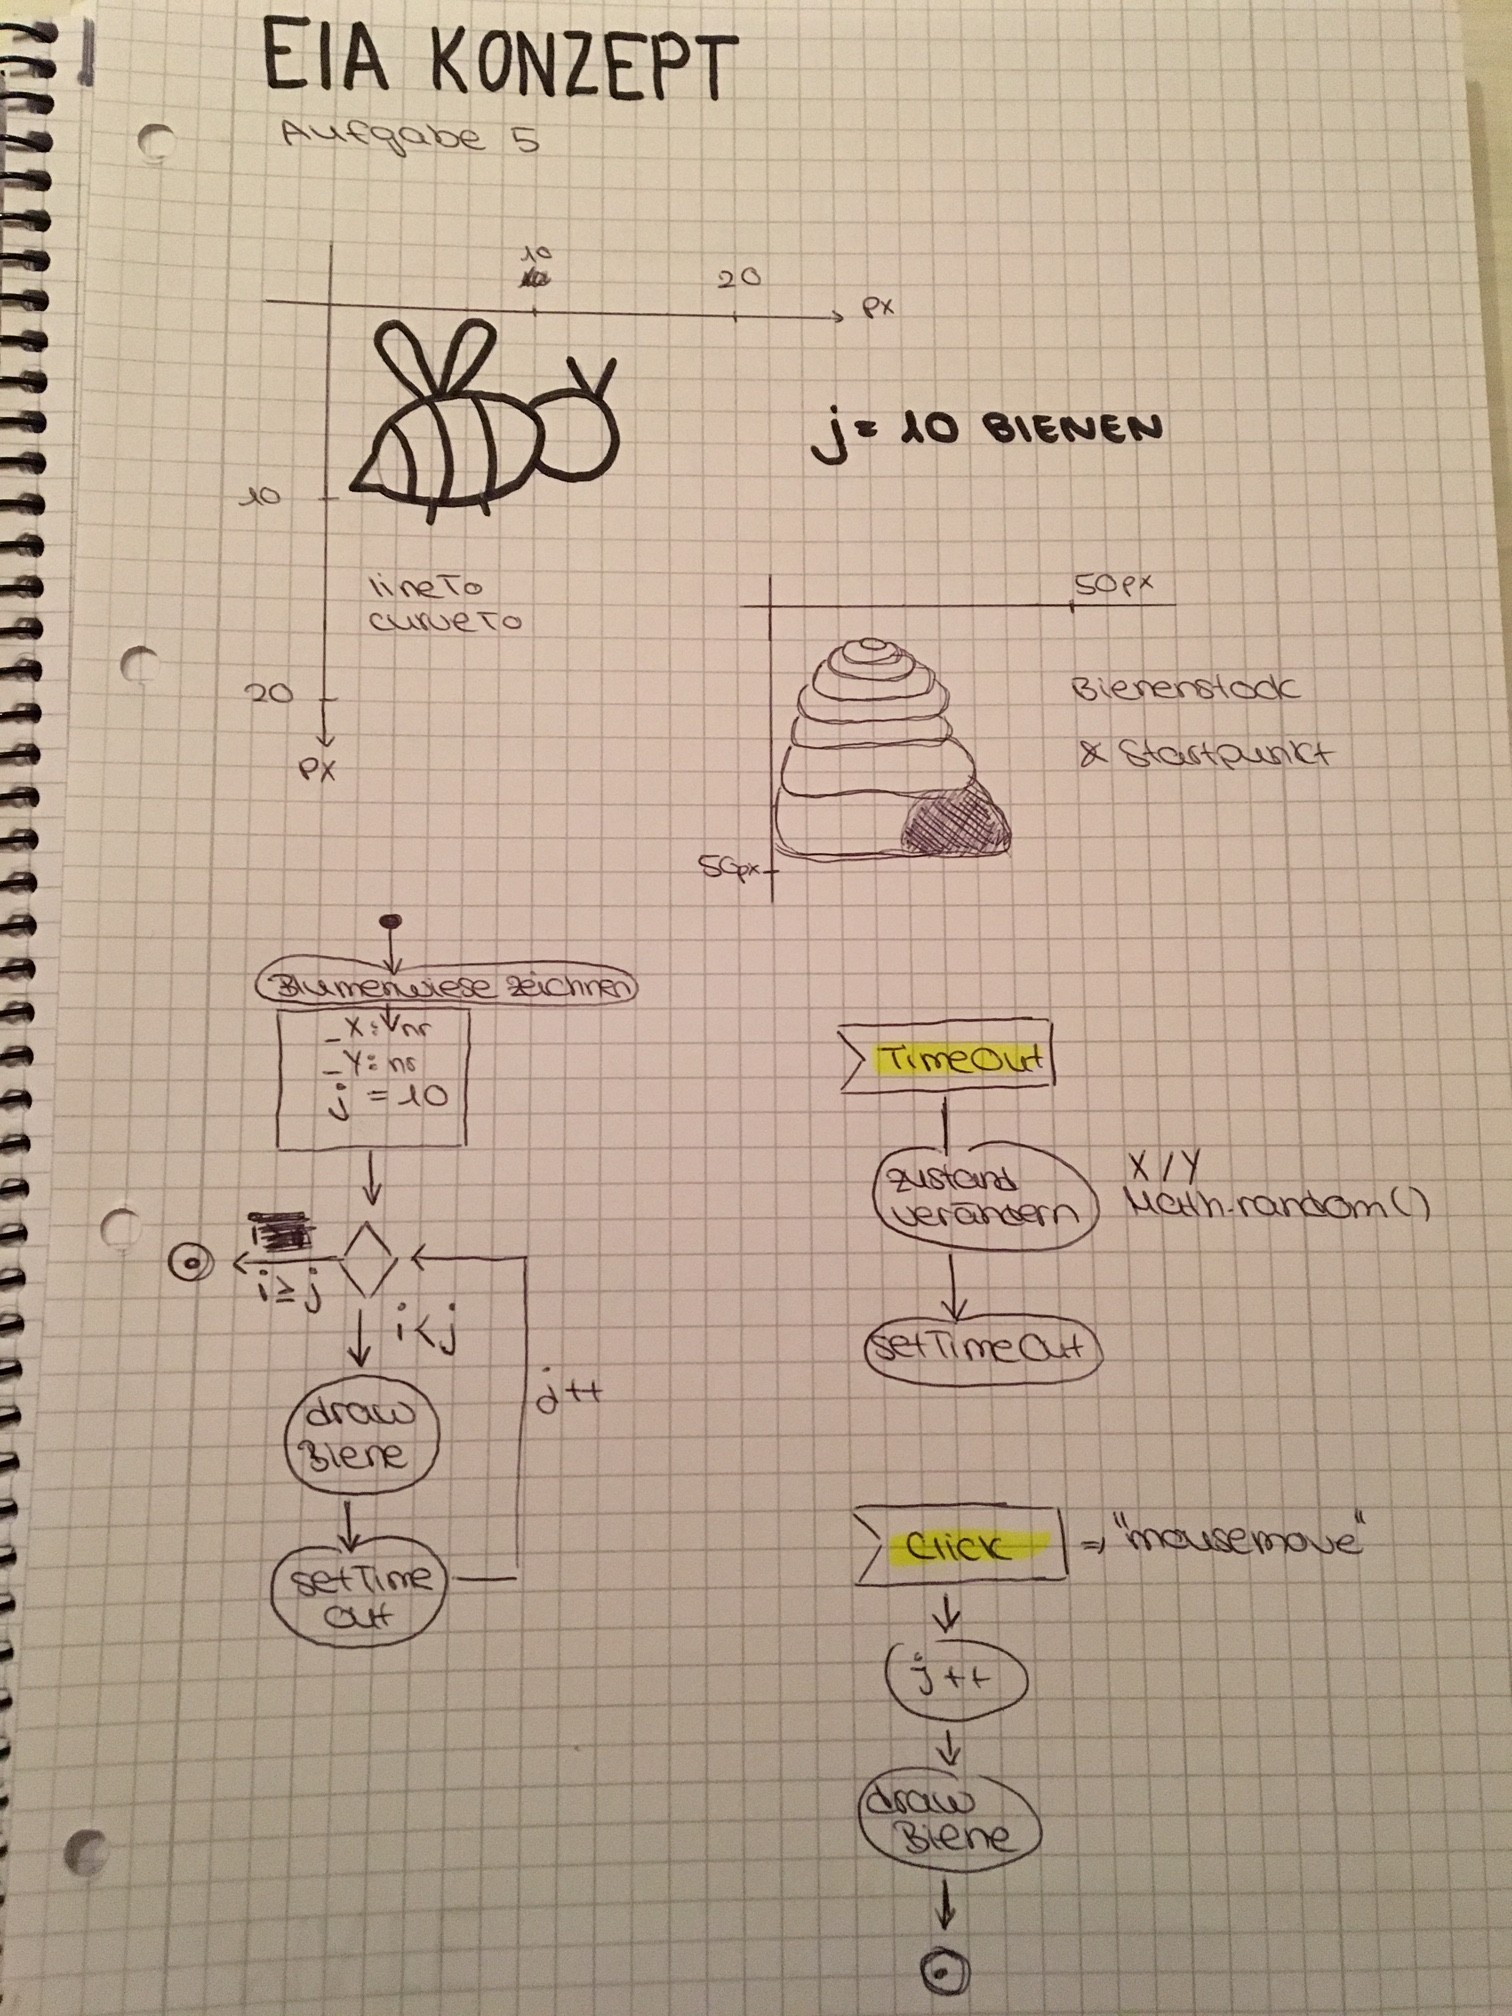 EIA KONZEPT
Aufgabe 5
10
20
px
j = 10 BIENEN
10
lineTo
curveTo
50px
20
Bienenstock
& Startpunkt
px
50px
Blumenwiese zeichnen
_x: nr
_Y: nr
j = 10
TimeOut
zustand
verändern
X / Y
Math.random()
i ≥ j
i < j
setTimeOut
j++
draw
Biene
setTime
out
Click
=> "mousemove"
j ++
draw
Biene